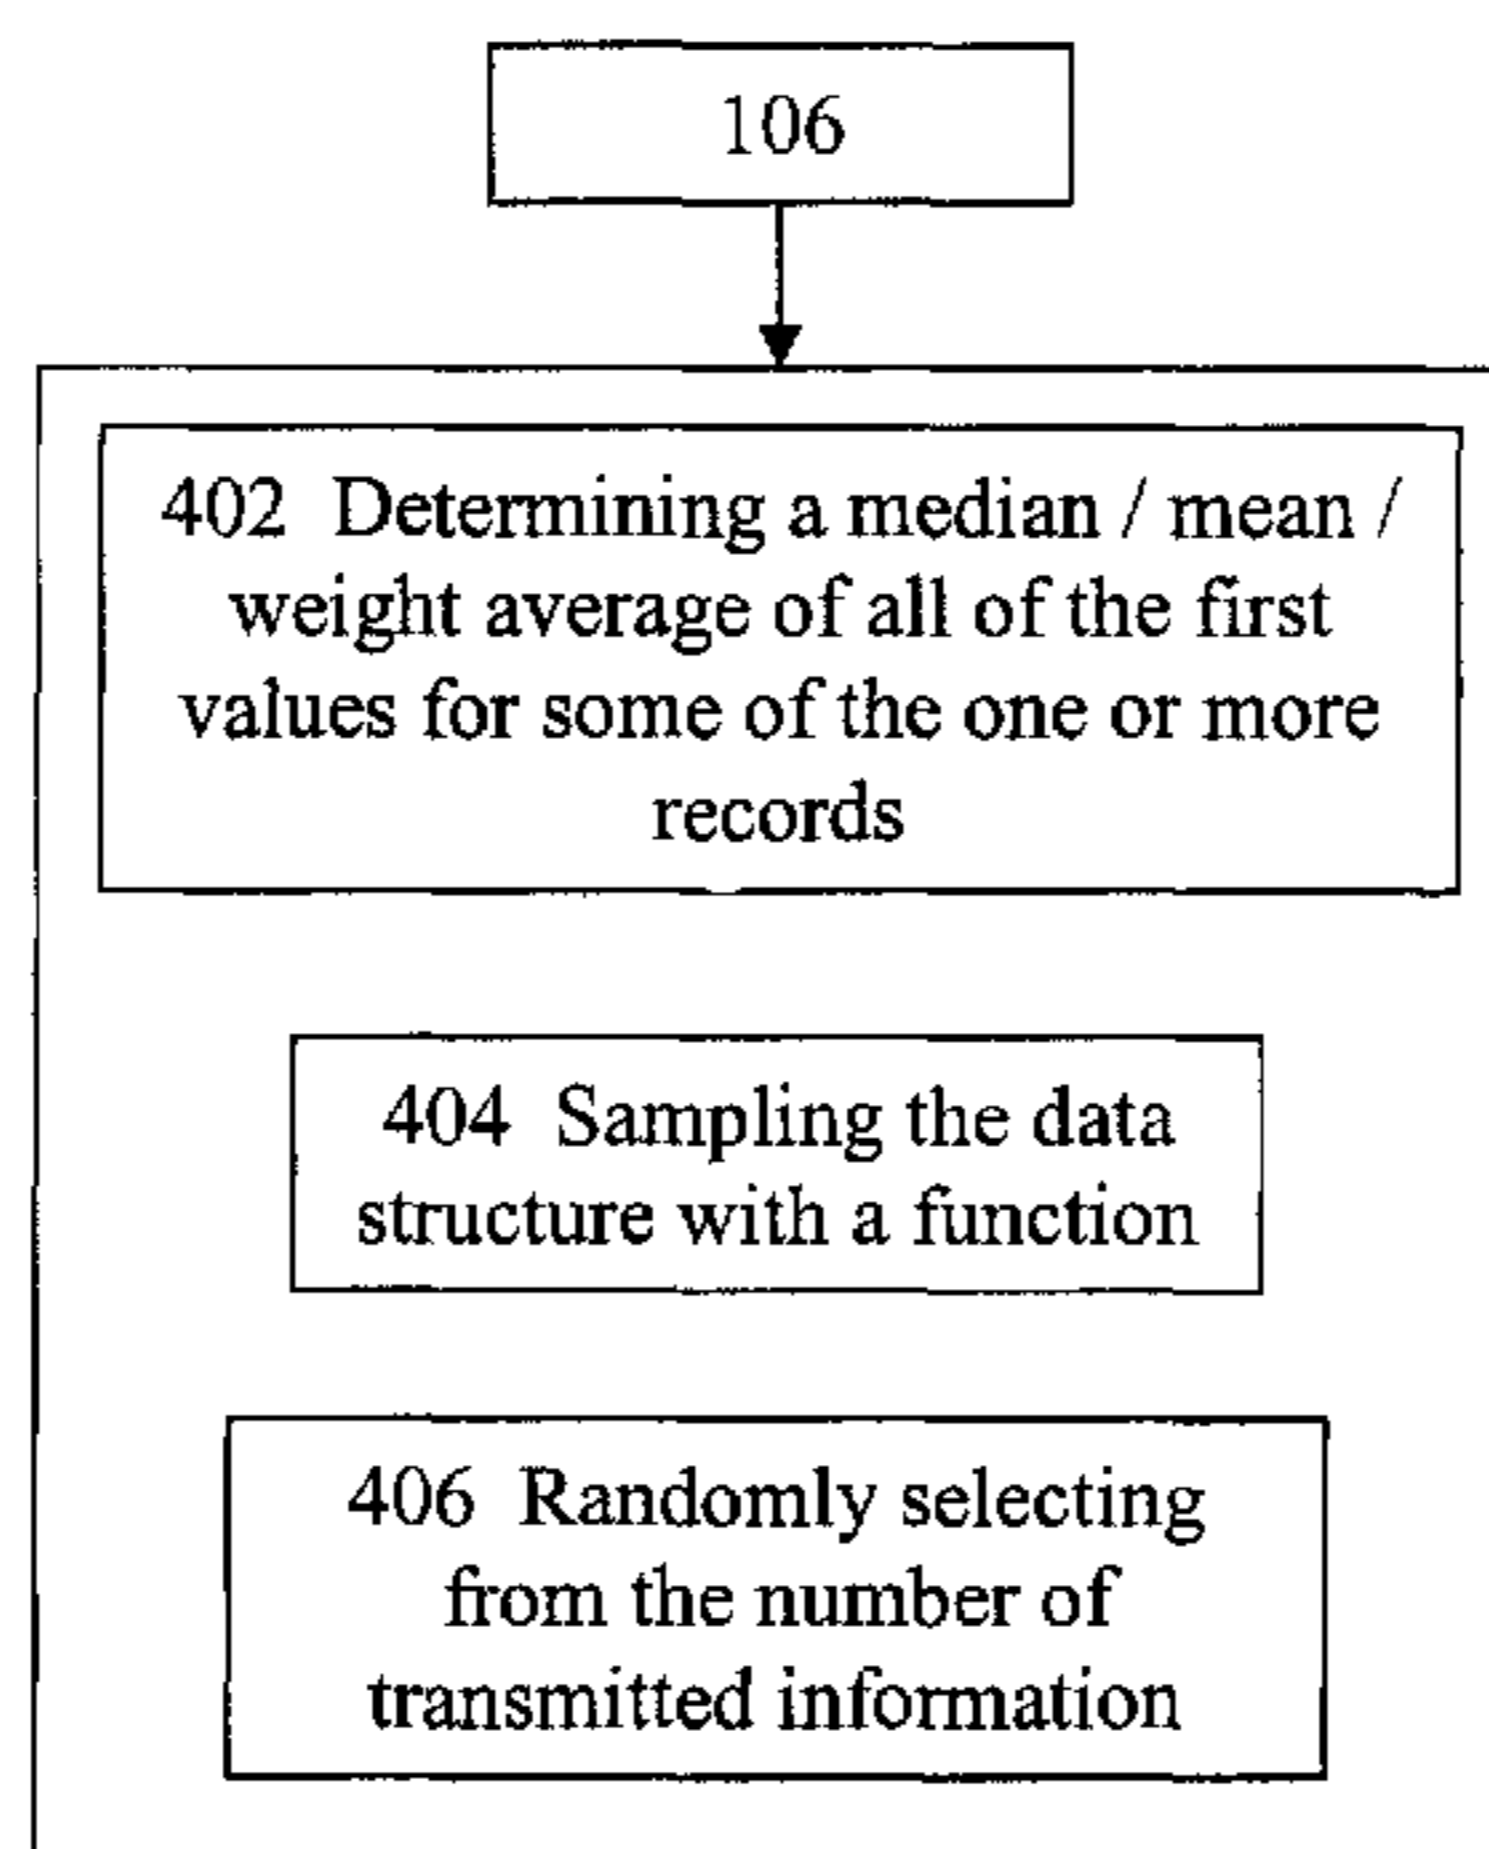 106
402 Determining a median / mean /
weight average of all of the first
values for some of the one or more
records
404 Sampling the data
structure with a function
406 Randomly selecting
from the number of
transmitted information